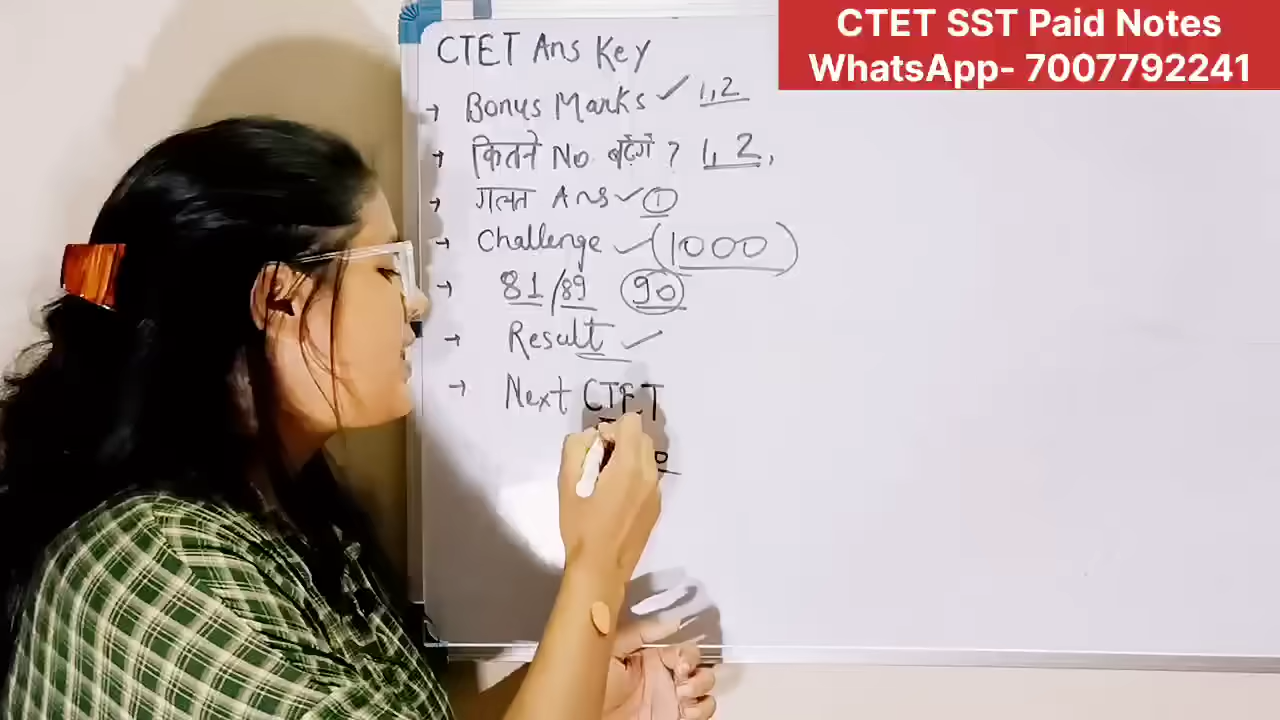 CTET SST Paid Notes
WhatsApp- 7007792241
CTET Ans Key
→ Bonus Marks ✓ 1,2
→ कितने No. बढ़ेंगे ? 1, 2,
→ गलत Ans ✓ 1
→ Challenge ✓ (1000)
→ 81/89 90
→ Result ✓
→ Next CTET